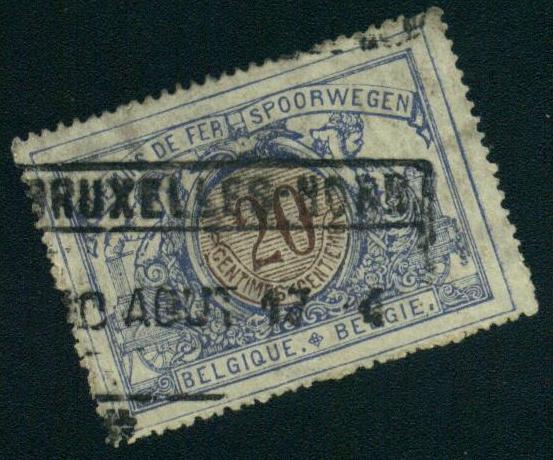 DE FER SPOORWEGEN
BRUXELLES NORD
20
CENTIMES CENTIEMEN
AOUT
BELGIQUE. BELGIE.